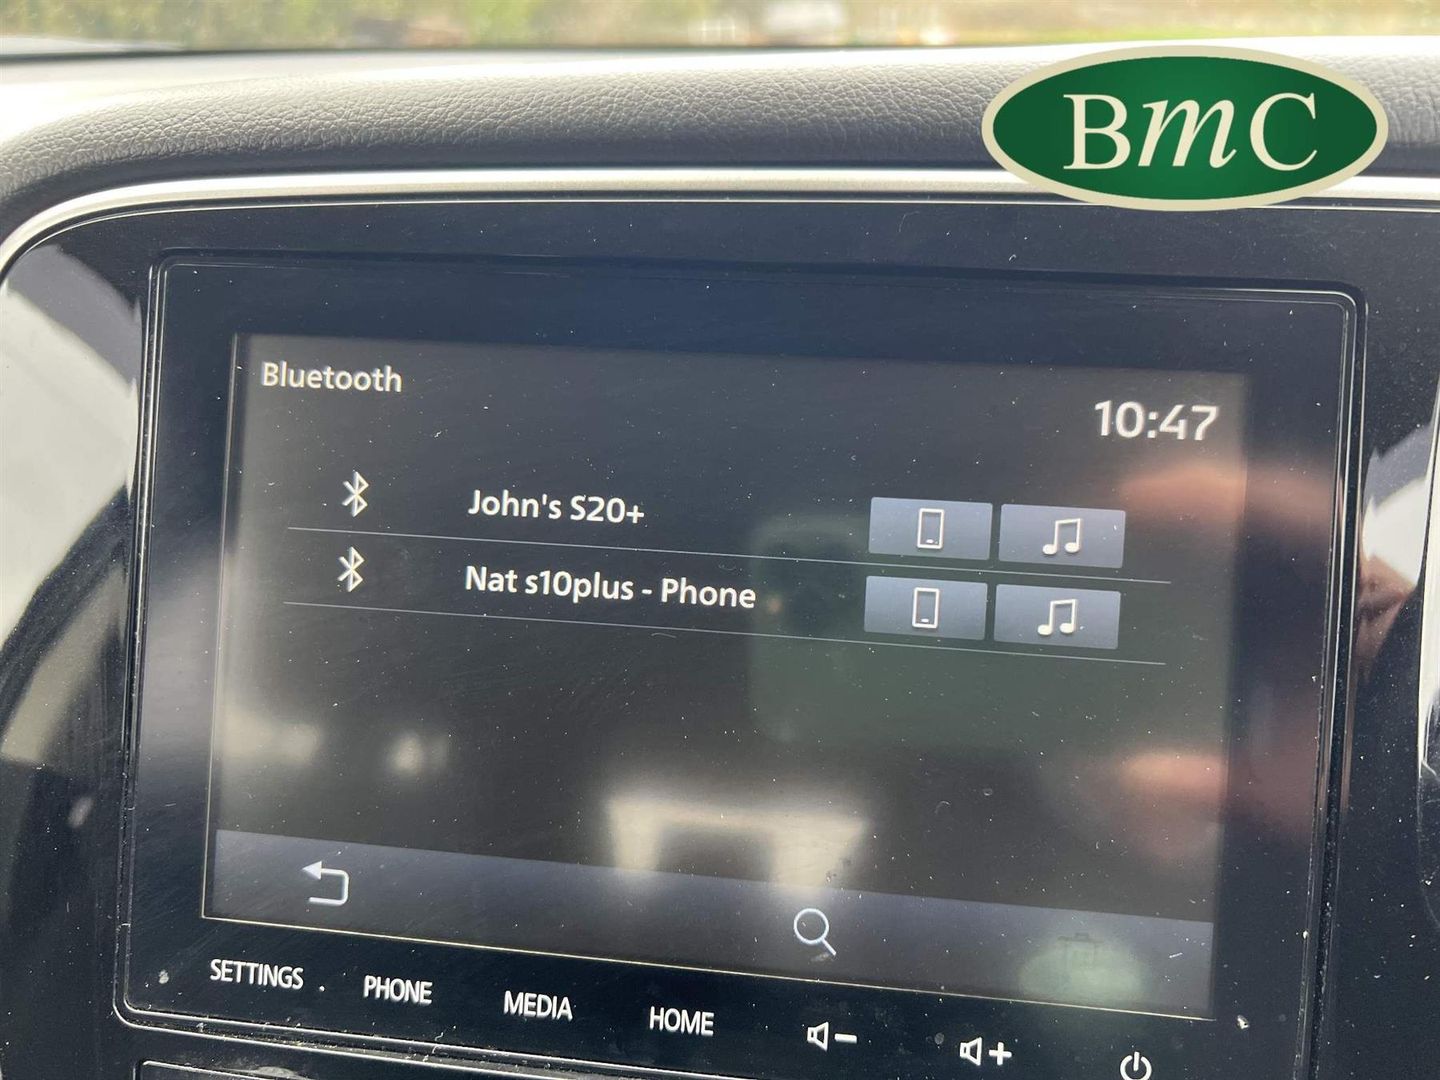 BmC
Bluetooth
10:47
John's S20+
Nat s10plus - Phone
SETTINGS
PHONE
MEDIA
HOME